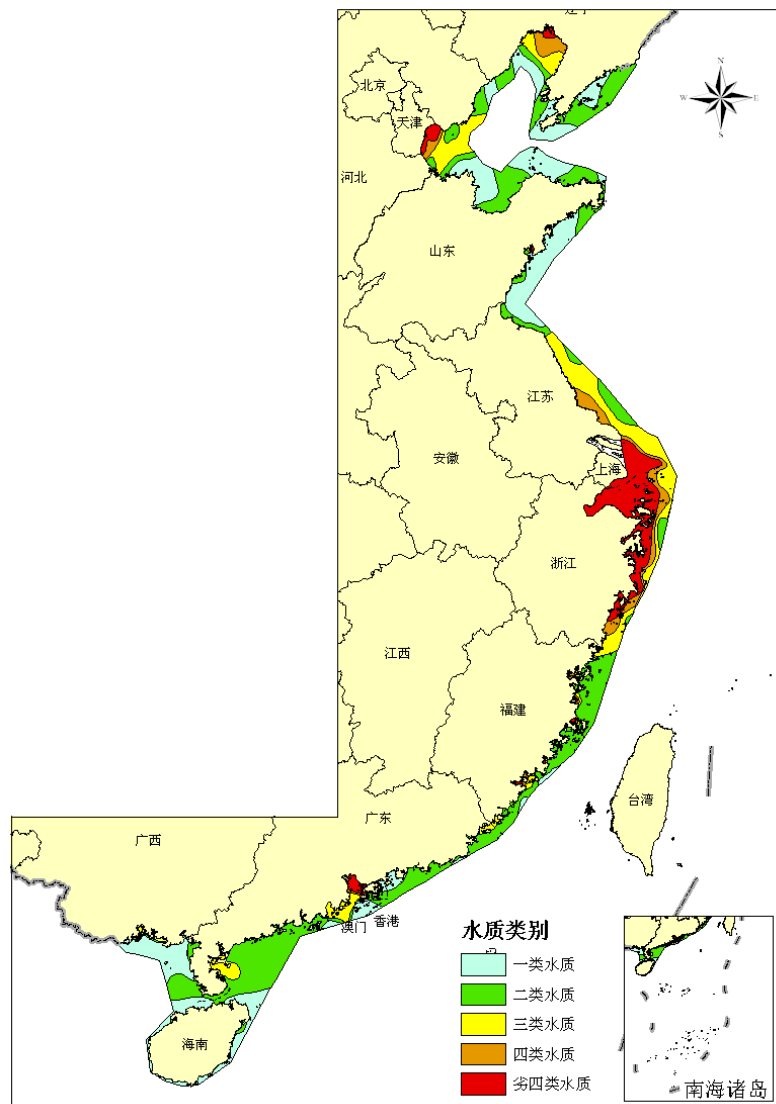 辽宁
N
W
E
S
北京
天津
河北
山东
江苏
安徽
上海
浙江
江西
福建
台湾
广东
广西
香港
澳门
海南
水质类别
一类水质
二类水质
三类水质
四类水质
劣四类水质
南海诸岛